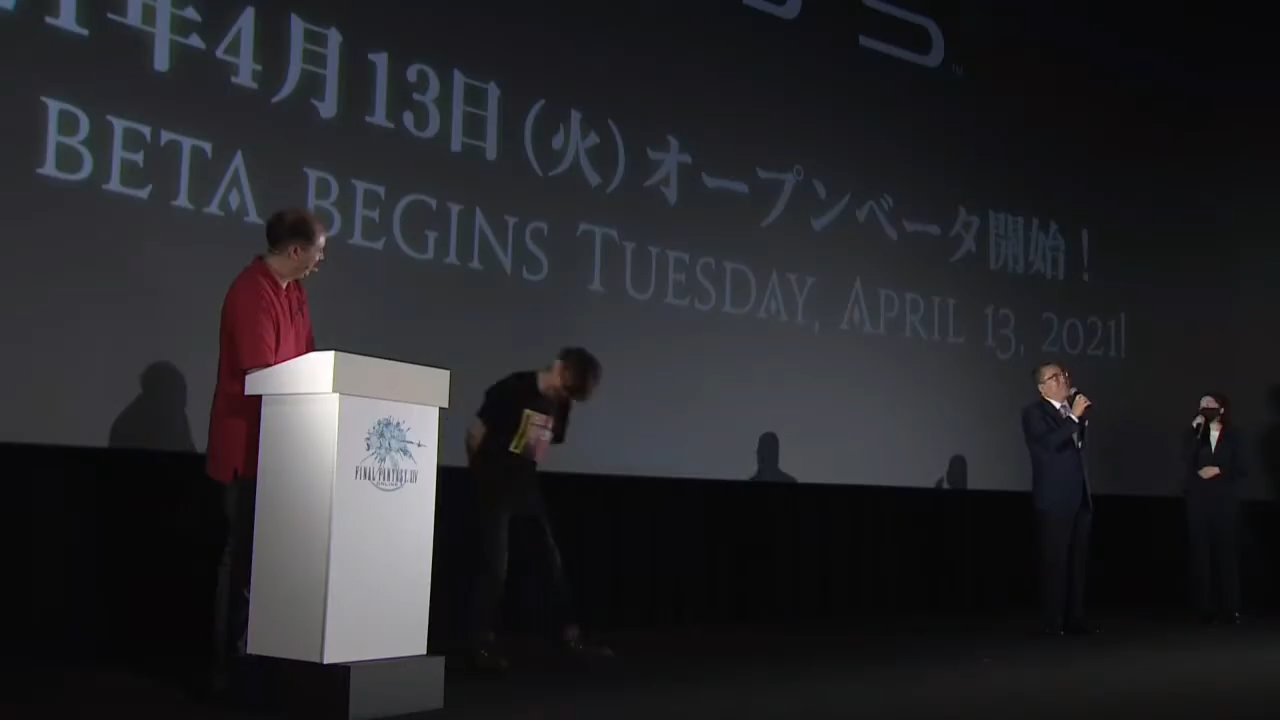 年4月13日(火)オープンベータ開始!
BETA BEGINS TUESDAY, APRIL 13, 2021!
FINAL FANTASY XIV
ONLINE